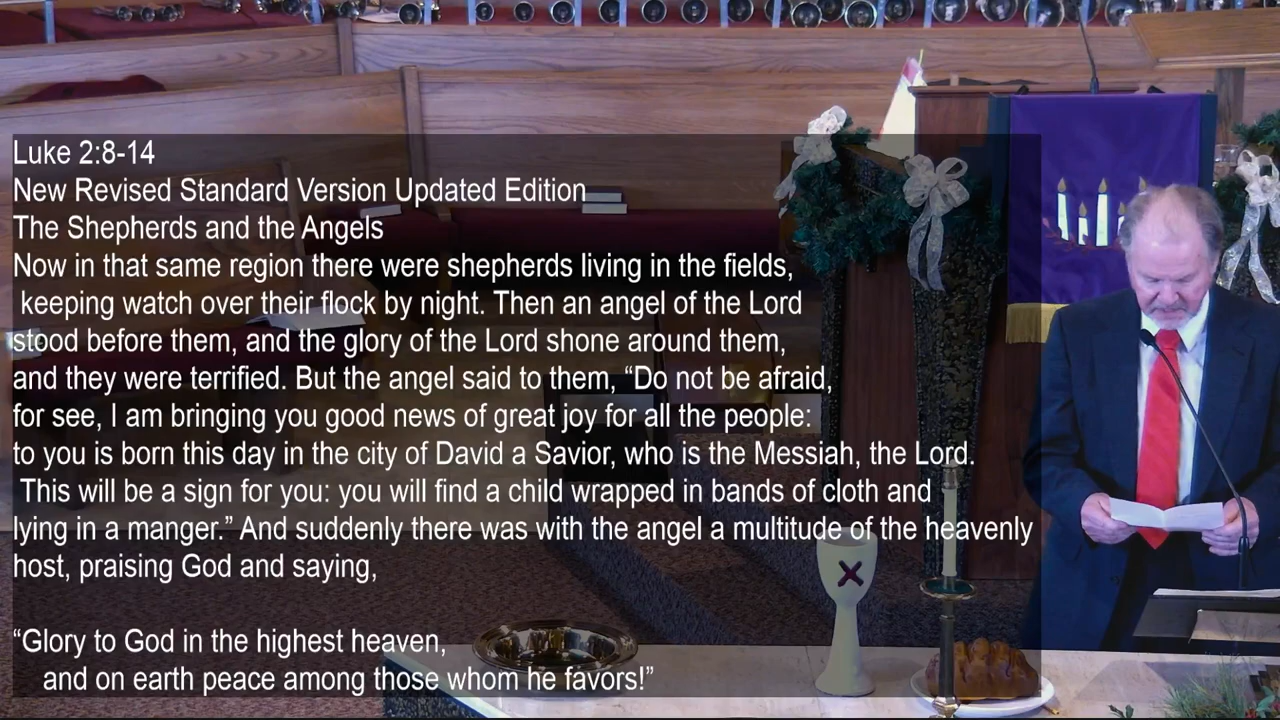 Luke 2:8-14
New Revised Standard Version Updated Edition
The Shepherds and the Angels
Now in that same region there were shepherds living in the fields,
keeping watch over their flock by night. Then an angel of the Lord
stood before them, and the glory of the Lord shone around them,
and they were terrified. But the angel said to them, “Do not be afraid,
for see, I am bringing you good news of great joy for all the people:
to you is born this day in the city of David a Savior, who is the Messiah, the Lord.
This will be a sign for you: you will find a child wrapped in bands of cloth and
lying in a manger.” And suddenly there was with the angel a multitude of the heavenly
host, praising God and saying,
“Glory to God in the highest heaven,
and on earth peace among those whom he favors!”